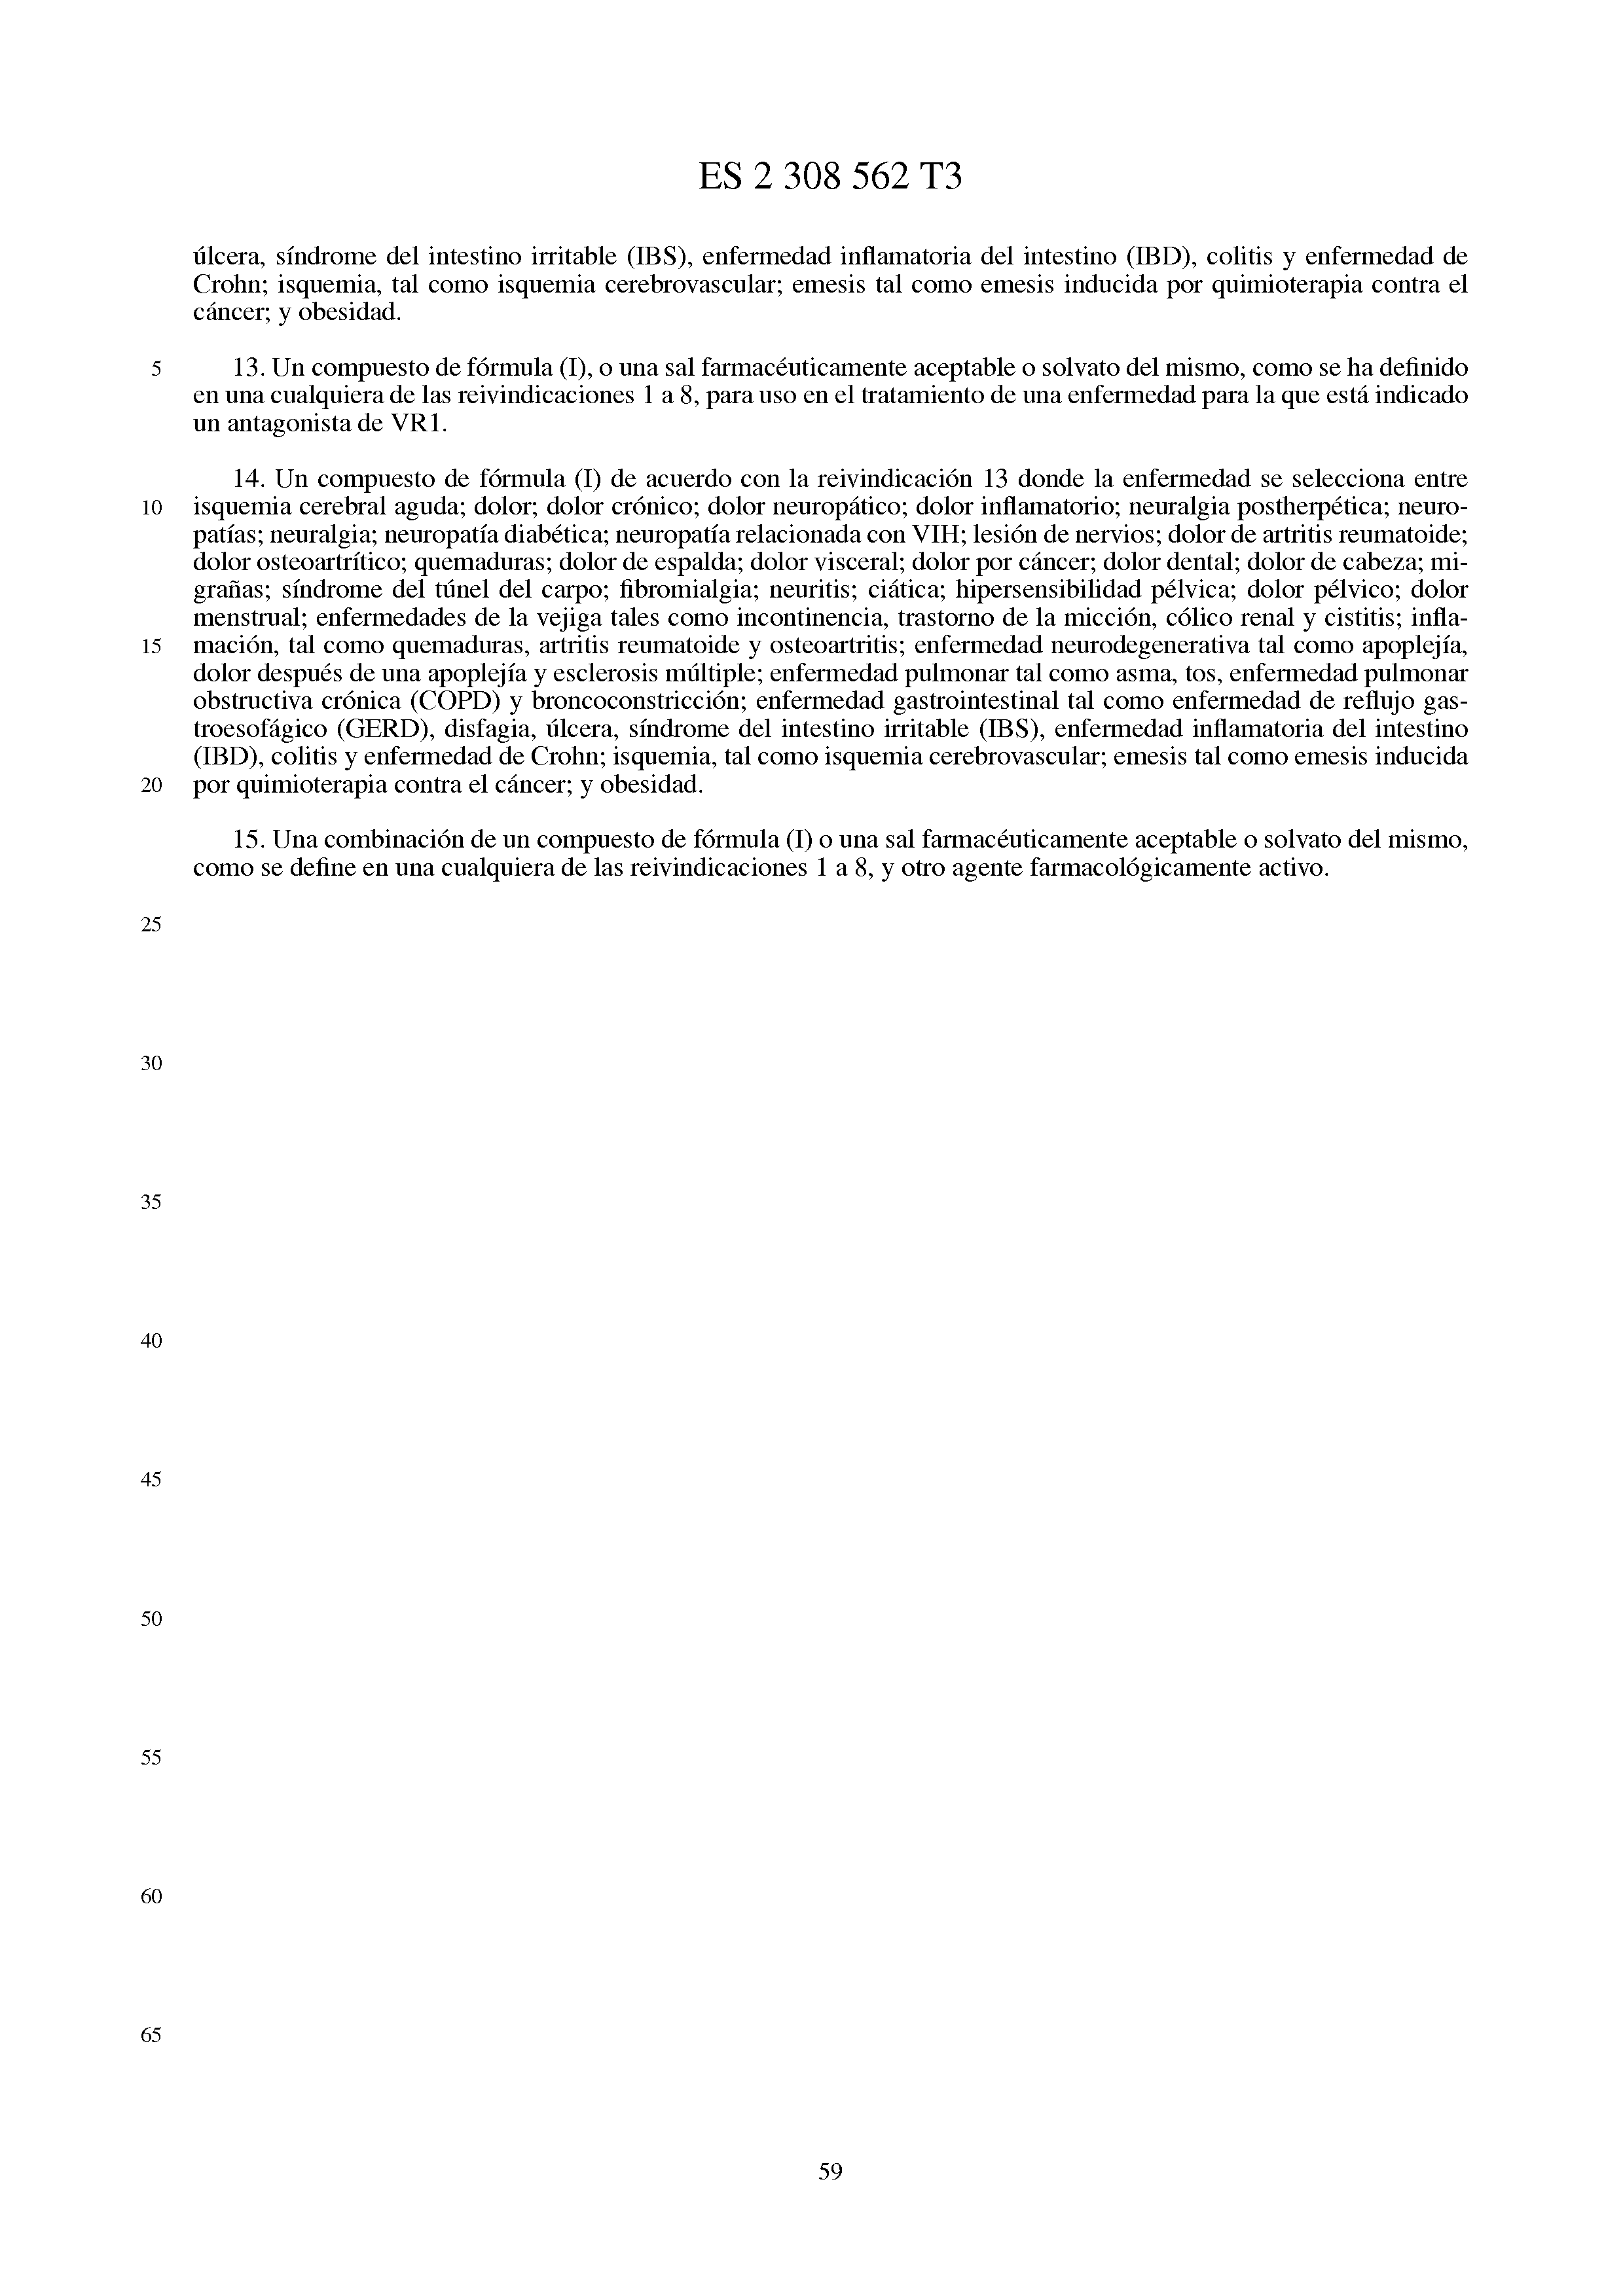 ES 2 308 562 T3
úlcera, síndrome del intestino irritable (IBS), enfermedad inflamatoria del intestino (IBD), colitis y enfermedad de
Crohn; isquemia, tal como isquemia cerebrovascular; emesis tal como emesis inducida por quimioterapia contra el
cáncer; y obesidad.
5 13. Un compuesto de fórmula (I), o una sal farmacéuticamente aceptable o solvato del mismo, como se ha definido
en una cualquiera de las reivindicaciones 1 a 8, para uso en el tratamiento de una enfermedad para la que está indicado
un antagonista de VR1.
14. Un compuesto de fórmula (I) de acuerdo con la reivindicación 13 donde la enfermedad se selecciona entre
10 isquemia cerebral aguda; dolor; dolor crónico; dolor neuropático; dolor inflamatorio; neuralgia postherpética; neuro-
patías; neuralgia; neuropatía diabética; neuropatía relacionada con VIH; lesión de nervios; dolor de artritis reumatoide;
dolor osteoartrítico; quemaduras; dolor de espalda; dolor visceral; dolor por cáncer; dolor dental; dolor de cabeza; mi-
grañas; síndrome del túnel del carpo; fibromialgia; neuritis; ciática; hipersensibilidad pélvica; dolor pélvico; dolor
menstrual; enfermedades de la vejiga tales como incontinencia, trastorno de la micción, cólico renal y cistitis; infla-
15 mación, tal como quemaduras, artritis reumatoide y osteoartritis; enfermedad neurodegenerativa tal como apoplejía,
dolor después de una apoplejía y esclerosis múltiple; enfermedad pulmonar tal como asma, tos, enfermedad pulmonar
obstructiva crónica (COPD) y broncoconstricción; enfermedad gastrointestinal tal como enfermedad de reflujo gas-
troesofágico (GERD), disfagia, úlcera, síndrome del intestino irritable (IBS), enfermedad inflamatoria del intestino
(IBD), colitis y enfermedad de Crohn; isquemia, tal como isquemia cerebrovascular; emesis tal como emesis inducida
20 por quimioterapia contra el cáncer; y obesidad.
15. Una combinación de un compuesto de fórmula (I) o una sal farmacéuticamente aceptable o solvato del mismo,
como se define en una cualquiera de las reivindicaciones 1 a 8, y otro agente farmacológicamente activo.
25
30
35
40
45
50
55
60
65
59